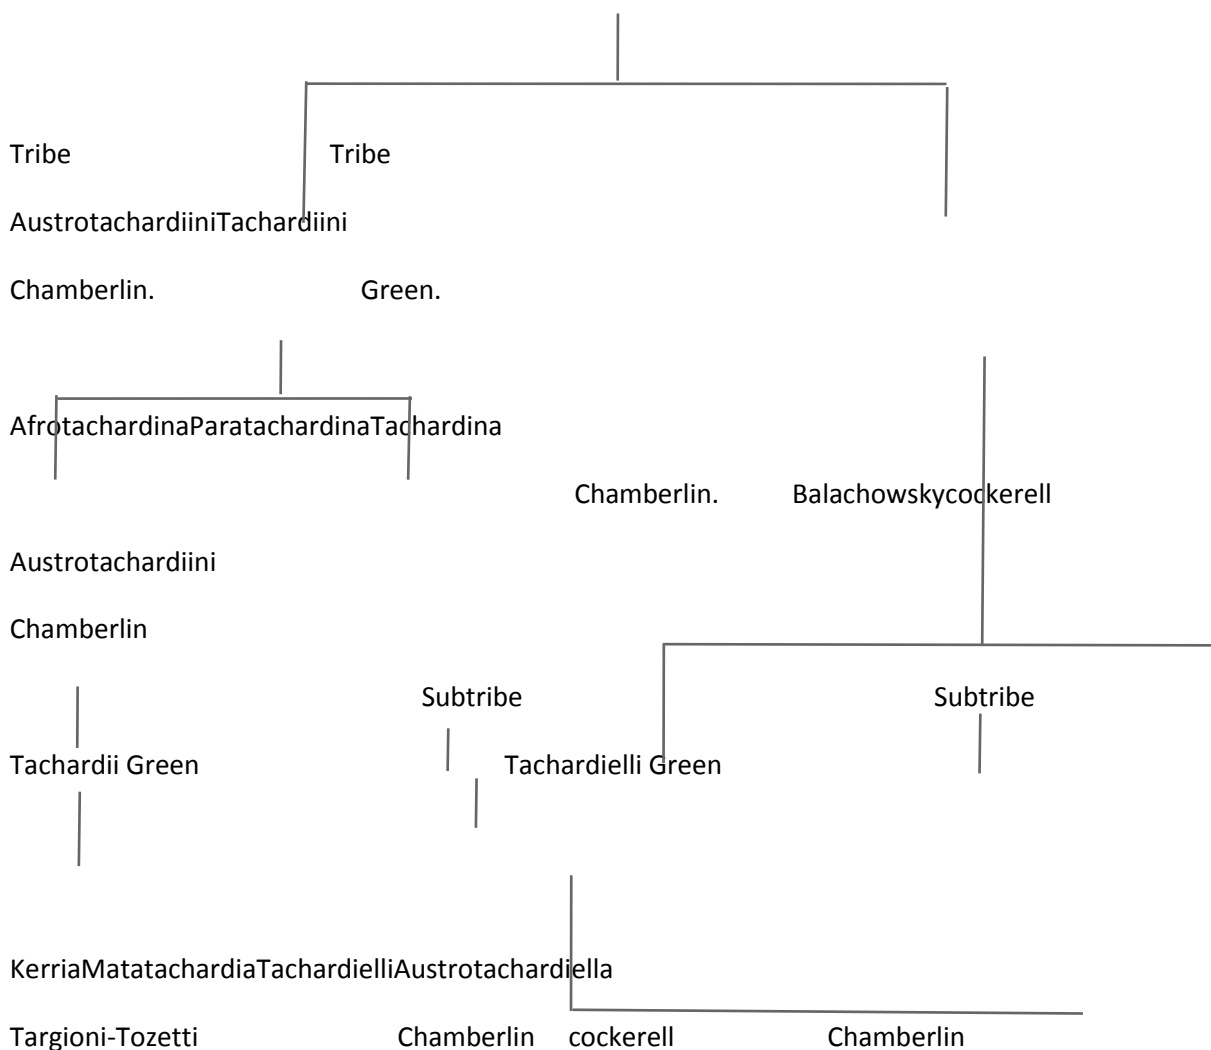 Tribe Tribe
AustrotachardiiniTachardiini
Chamberlin. Green.
AfrotachardinaParatachardinaTachardina
Chamberlin. Balachowskycockerell
Austrotachardiini
Chamberlin
Subtribe Subtribe
Tachardii Green Tachardielli Green
KerriaMatatachardiaTachardielliAustrotachardiella
Targioni-Tozetti Chamberlin cockerell Chamberlin